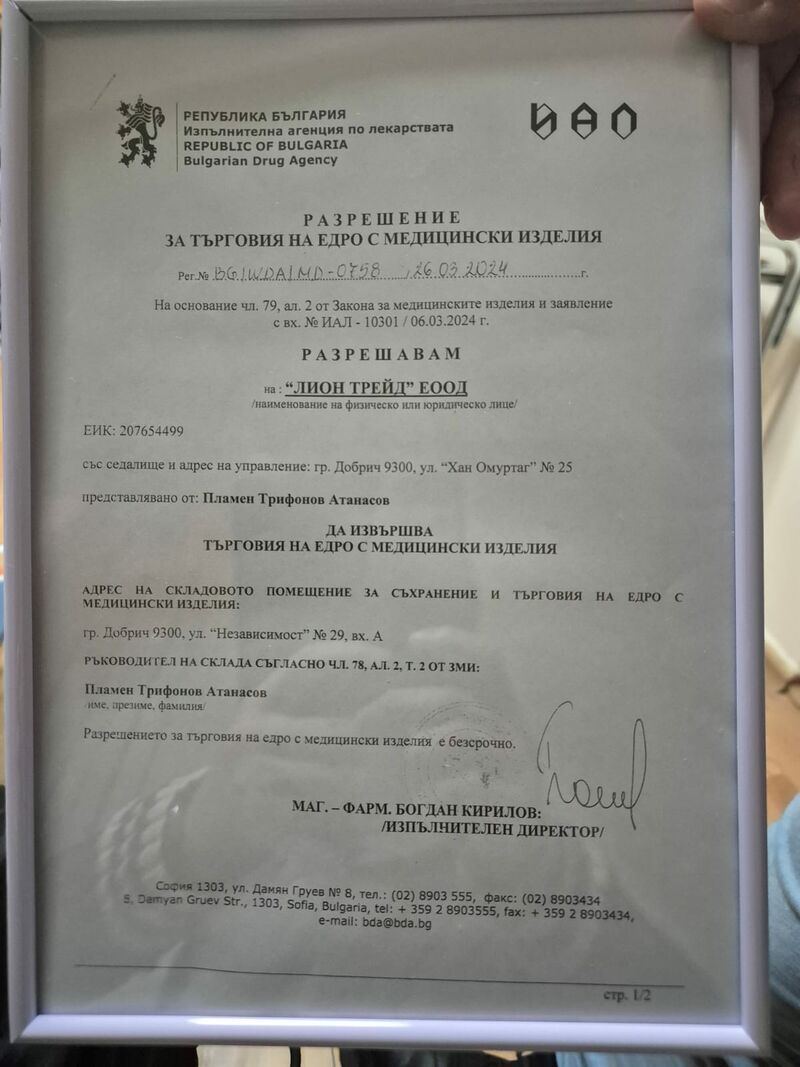 РЕПУБЛИКА БЪЛГАРИЯ
Изпълнителна агенция по лекарствата
REPUBLIC OF BULGARIA
Bulgarian Drug Agency
ИАЛ
РАЗРЕШЕНИЕ
ЗА ТЪРГОВИЯ НА ЕДРО С МЕДИЦИНСКИ ИЗДЕЛИЯ
Рег.№ BG/WDA/MD-0758, 26.03.2024 г.
На основание чл. 79, ал. 2 от Закона за медицинските изделия и заявление
с вх. № ИАЛ - 10301 / 06.03.2024 г.
РАЗРЕШАВАМ
на : “ЛИОН ТРЕЙД” ЕООД
/наименование на физическо или юридическо лице/
ЕИК: 207654499
със седалище и адрес на управление: гр. Добрич 9300, ул. “Хан Омуртаг” № 25
представлявано от: Пламен Трифонов Атанасов
ДА ИЗВЪРШВА
ТЪРГОВИЯ НА ЕДРО С МЕДИЦИНСКИ ИЗДЕЛИЯ
АДРЕС НА СКЛАДОВОТО ПОМЕЩЕНИЕ ЗА СЪХРАНЕНИЕ И ТЪРГОВИЯ НА ЕДРО С
МЕДИЦИНСКИ ИЗДЕЛИЯ:
гр. Добрич 9300, ул. “Независимост” № 29, вх. А
РЪКОВОДИТЕЛ НА СКЛАДА СЪГЛАСНО ЧЛ. 78, АЛ. 2, Т. 2 ОТ ЗМИ:
Пламен Трифонов Атанасов
/име, презиме, фамилия/
Разрешението за търговия на едро с медицински изделия е безсрочно.
МАГ. – ФАРМ. БОГДАН КИРИЛОВ:
/ИЗПЪЛНИТЕЛЕН ДИРЕКТОР/
София 1303, ул. Дамян Груев № 8, тел.: (02) 8903 555, факс: (02) 8903434
8. Damyan Gruev Str., 1303, Sofia, Bulgaria, tel: + 359 2 8903555, fax: + 359 2 8903434,
e-mail: bda@bda.bg
стр. 1/2